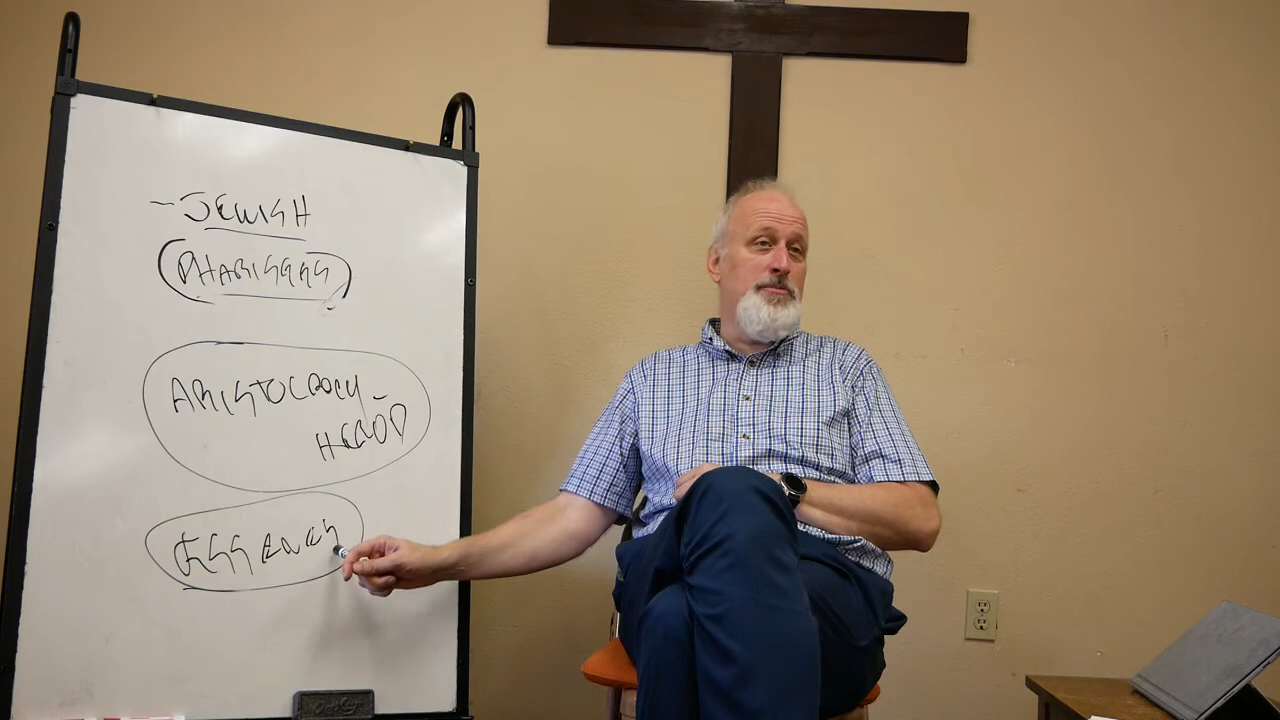 - JEWISH
PHARISEES
ARISTOCRACY -
HEROD
ESSENES